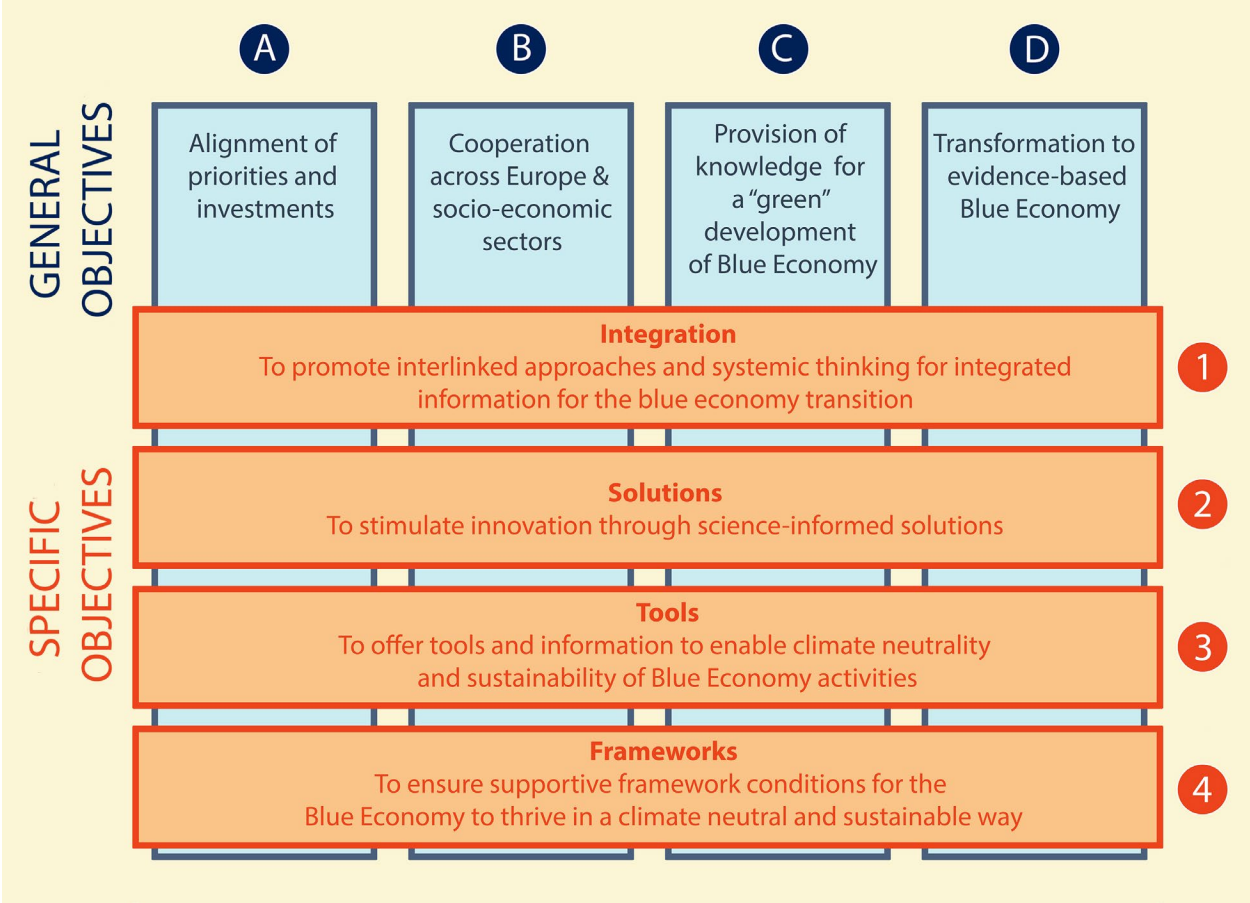 A
B
C
D
GENERAL
OBJECTIVES
Alignment of
priorities and
investments
Cooperation
across Europe &
socio-economic
sectors
Provision of
knowledge for
a “green”
development
of Blue Economy
Transformation to
evidence-based
Blue Economy
SPECIFIC
OBJECTIVES
Integration
To promote interlinked approaches and systemic thinking for integrated
information for the blue economy transition
1
Solutions
To stimulate innovation through science-informed solutions
2
Tools
To offer tools and information to enable climate neutrality
and sustainability of Blue Economy activities
3
Frameworks
To ensure supportive framework conditions for the
Blue Economy to thrive in a climate neutral and sustainable way
4